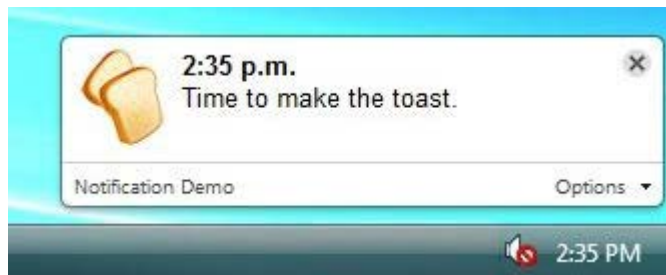 2:35 p.m.
Time to make the toast.
Notification Demo Options
2:35 PM